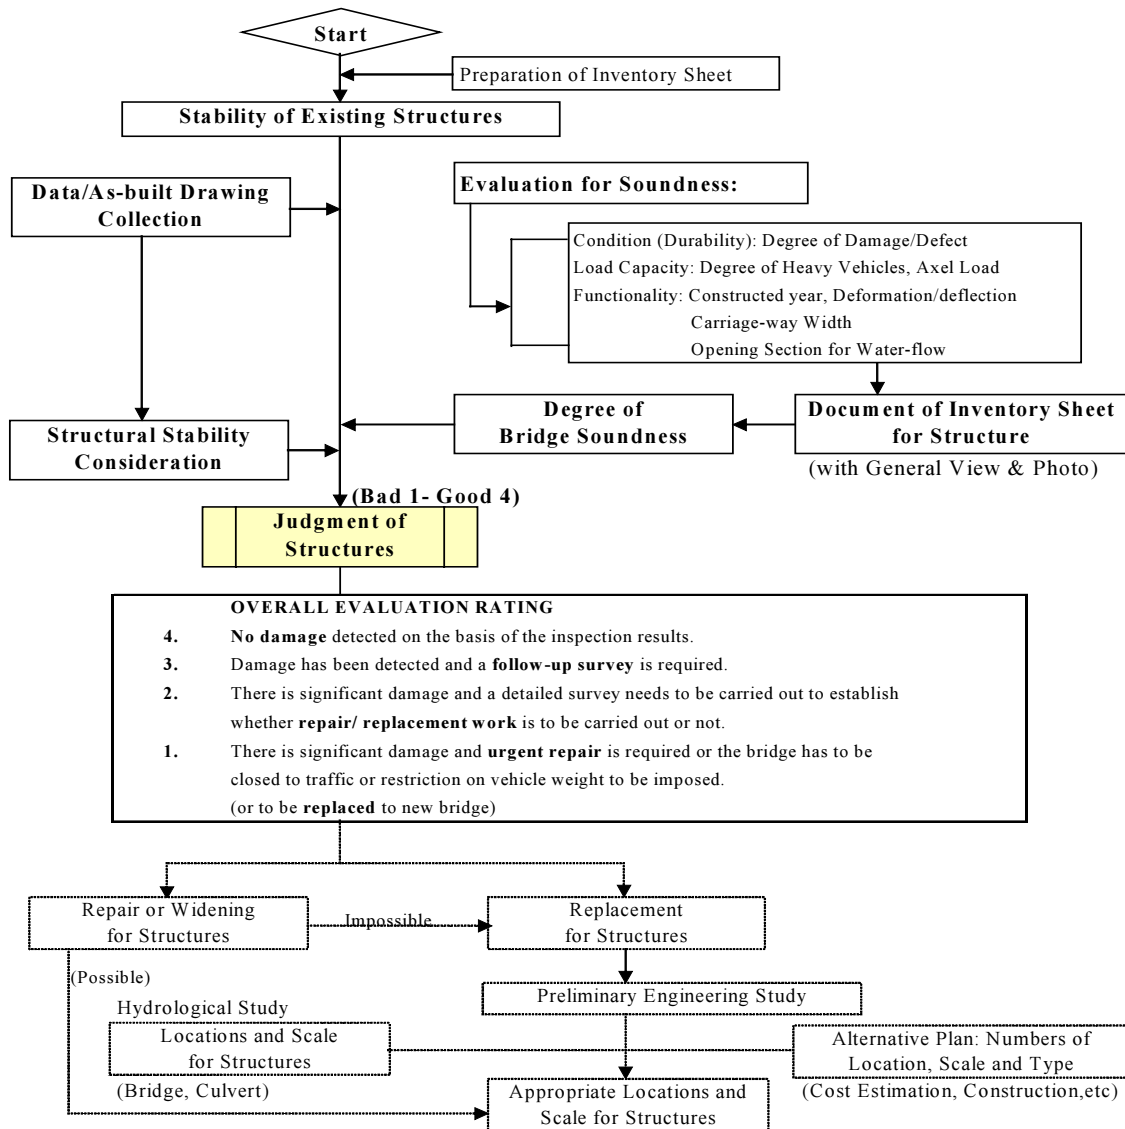 Start
Preparation of Inventory Sheet
Stability of Existing Structures
Data/As-built Drawing
Collection
Evaluation for Soundness:
Condition (Durability): Degree of Damage/Defect
Load Capacity: Degree of Heavy Vehicles, Axel Load
Functionality: Constructed year, Deformation/deflection
Carriage-way Width
Opening Section for Water-flow
Structural Stability
Consideration
Degree of
Bridge Soundness
Document of Inventory Sheet
for Structure
(with General View & Photo)
(Bad 1- Good 4)
Judgment of
Structures
OVERALL EVALUATION RATING
4. No damage detected on the basis of the inspection results.
3. Damage has been detected and a follow-up survey is required.
2. There is significant damage and a detailed survey needs to be carried out to establish
whether repair/ replacement work is to be carried out or not.
1. There is significant damage and urgent repair is required or the bridge has to be
closed to traffic or restriction on vehicle weight to be imposed.
(or to be replaced to new bridge)
Repair or Widening
for Structures
Impossible
Replacement
for Structures
(Possible)
Preliminary Engineering Study
Hydrological Study
Locations and Scale
for Structures
(Bridge, Culvert)
Alternative Plan: Numbers of
Location, Scale and Type
(Cost Estimation, Construction,etc)
Appropriate Locations and
Scale for Structures